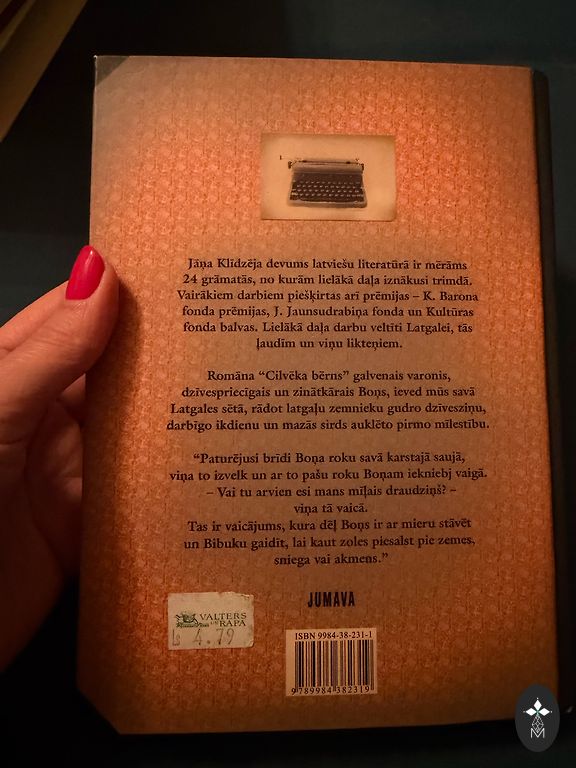 Jāņa Klīdzēja devums latviešu literatūrā ir mērāms
24 grāmatās, no kurām lielākā daļa iznākusi trimdā.
Vairākiem darbiem piešķirtas arī prēmijas – K. Barona
fonda prēmijas, J. Jaunsudrabiņa fonda un Kultūras
fonda balvas. Lielākā daļa darbu veltīti Latgalei, tās
ļaudīm un viņu likteņiem.
Romāna “Cilvēka bērns” galvenais varonis,
dzīvespriecīgais un zinātkārais Boņs, ieved mūs savā
Latgales sētā, rādot latgaļu zemnieku gudro dzīvesziņu,
darbīgo ikdienu un mazās sirds auklēto pirmo mīlestību.
“Paturējusi brīdi Boņa roku savā karstajā saujā,
viņa to izvelk un ar to pašu roku Boņam iekniebj vaigā.
– Vai tu arvien esi mans mīļais draudziņš? –
viņa tā vaicā.
Tas ir vaicājums, kura dēļ Boņs ir ar mieru stāvēt
un Bibuku gaidīt, lai kaut zoles piesalst pie zemes,
sniega vai akmens.”
JUMAVA
VALTERS
UN RAPA
Ls 4.79
ISBN 9984-38-231-1
9789984382319
M